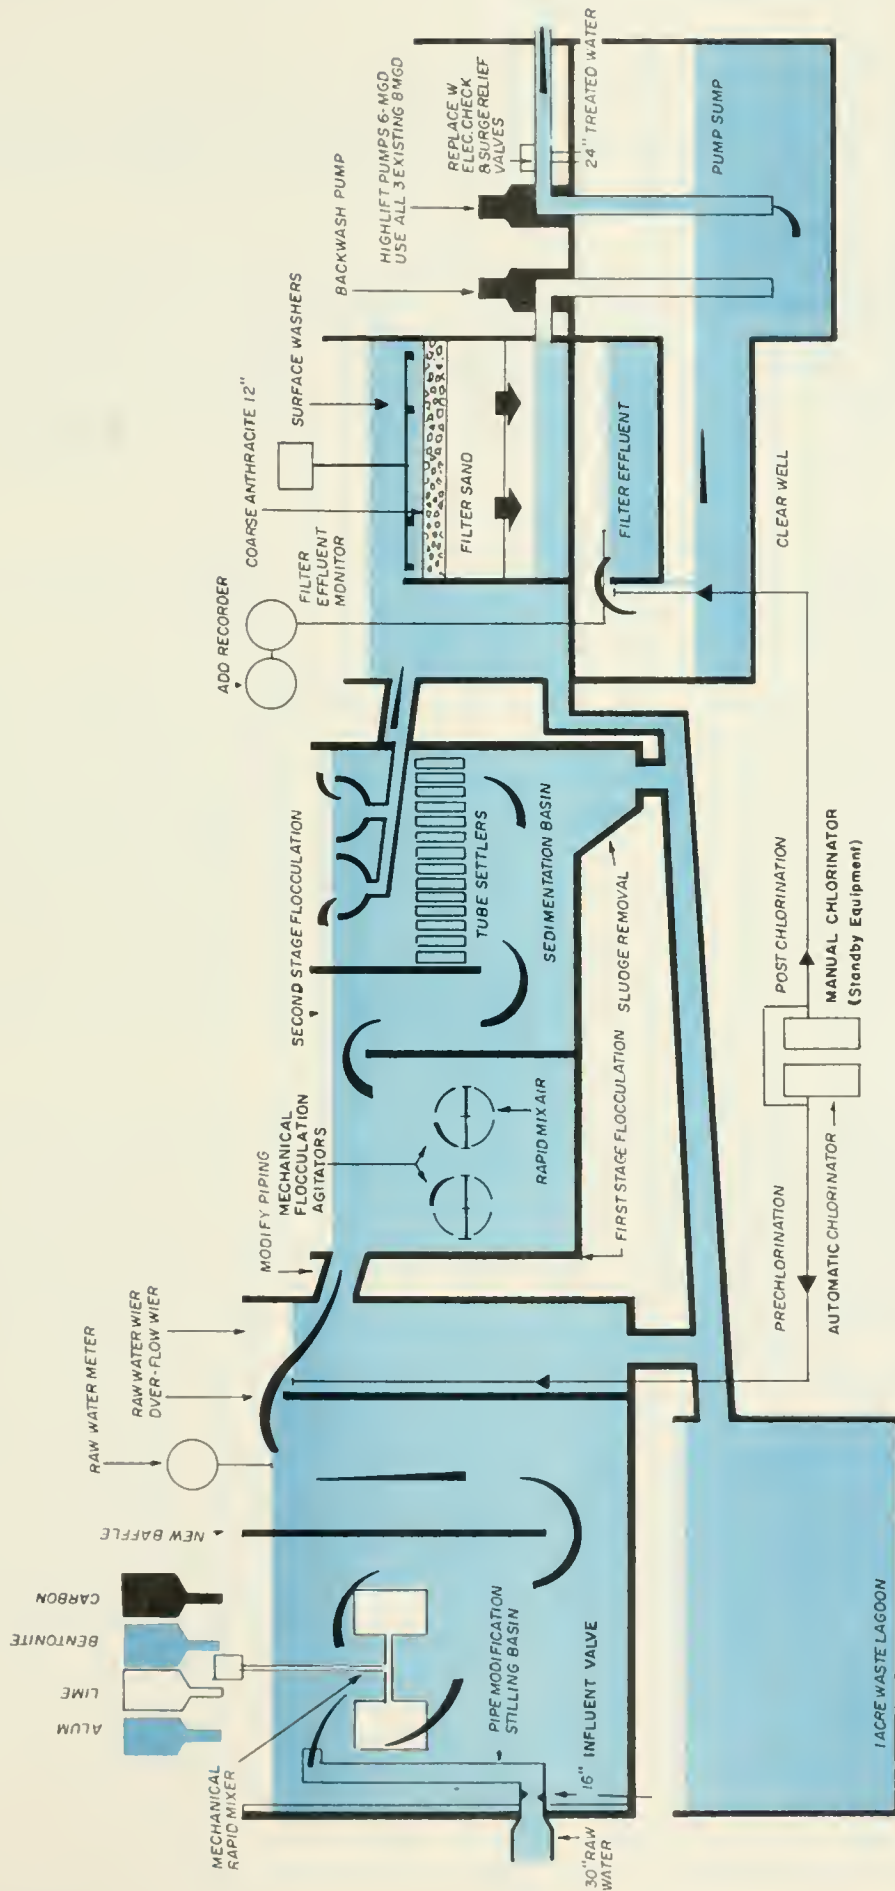 ALUM
LIME
BENTONITE
CARBON
MECHANICAL
RAPID MIXER
NEW BAFFLE
RAW WATER METER
RAW WATER WIER
OVER-FLOW WIER
MODIFY PIPING
MECHANICAL
FLOCCULATION
AGITATORS
SECOND STAGE FLOCCULATION
ADD RECORDER
FILTER
EFFLUENT
MONITOR
COARSE ANTHRACITE 12"
SURFACE WASHERS
BACKWASH PUMP
HIGHLIFT PUMPS 6-MGD
USE ALL 3 EXISTING 8 MGD
REPLACE W
ELEC. CHECK
& SURGE RELIEF
VALVES
24" TREATED WATER
30" RAW
WATER
16" INFLUENT VALVE
PIPE MODIFICATION
STILLING BASIN
RAPID MIX AIR
FIRST STAGE FLOCCULATION
TUBE SETTLERS
SEDIMENTATION BASIN
SLUDGE REMOVAL
FILTER SAND
FILTER EFFLUENT
CLEAR WELL
PUMP SUMP
PRECHLORINATION
AUTOMATIC CHLORINATOR
POST CHLORINATION
MANUAL CHLORINATOR
(Standby Equipment)
1 ACRE WASTE LAGOON